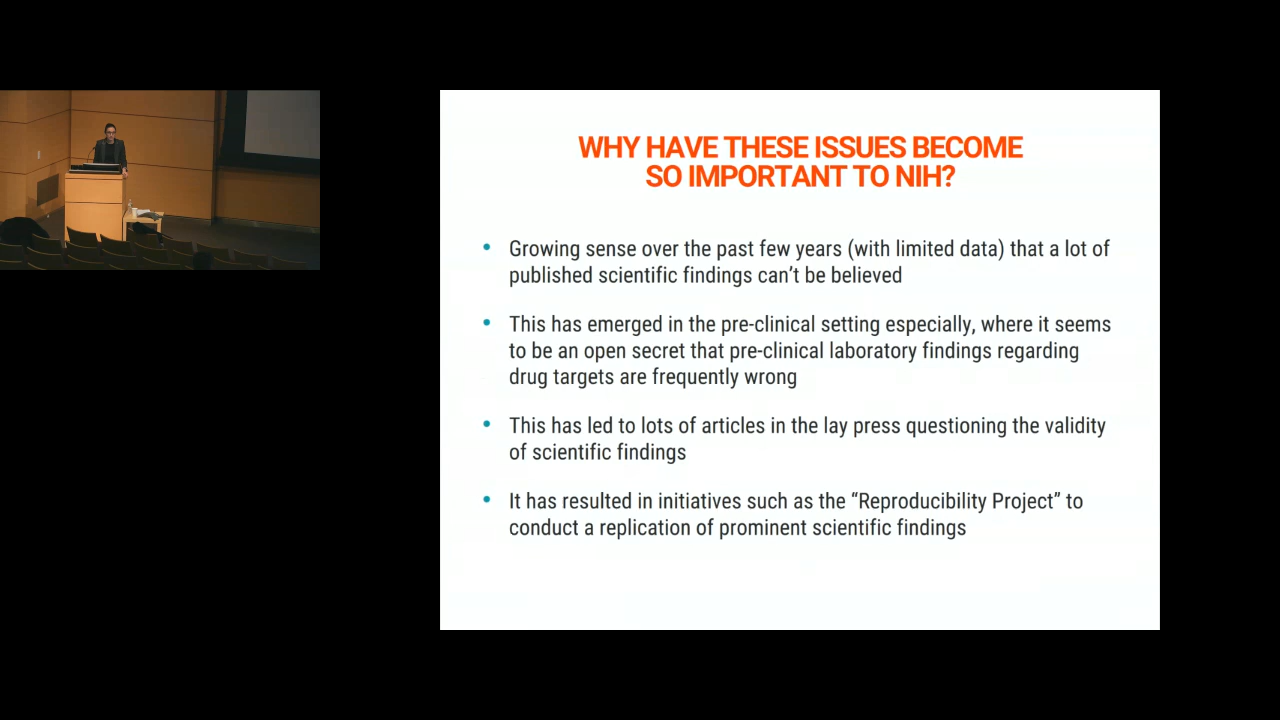 WHY HAVE THESE ISSUES BECOME
SO IMPORTANT TO NIH?
• Growing sense over the past few years (with limited data) that a lot of
published scientific findings can’t be believed
• This has emerged in the pre-clinical setting especially, where it seems
to be an open secret that pre-clinical laboratory findings regarding
drug targets are frequently wrong
• This has led to lots of articles in the lay press questioning the validity
of scientific findings
• It has resulted in initiatives such as the “Reproducibility Project” to
conduct a replication of prominent scientific findings